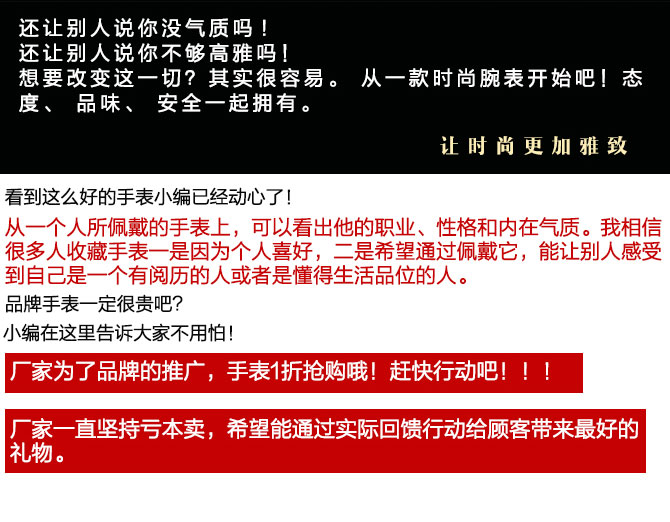 还让别人说你没气质吗！
还让别人说你不够高雅吗！
想要改变这一切？其实很容易。 从一款时尚腕表开始吧！态
度、 品味、 安全一起拥有。
让时尚更加雅致
看到这么好的手表小编已经动心了！
从一个人所佩戴的手表上，可以看出他的职业、性格和内在气质。我相信
很多人收藏手表一是因为个人喜好，二是希望通过佩戴它，能让别人感受
到自己是一个有阅历的人或者是懂得生活品位的人。
品牌手表一定很贵吧？
小编在这里告诉大家不用怕！
厂家为了品牌的推广，手表1折抢购哦！赶快行动吧！！！
厂家一直坚持亏本卖，希望能通过实际回馈行动给顾客带来最好的
礼物。